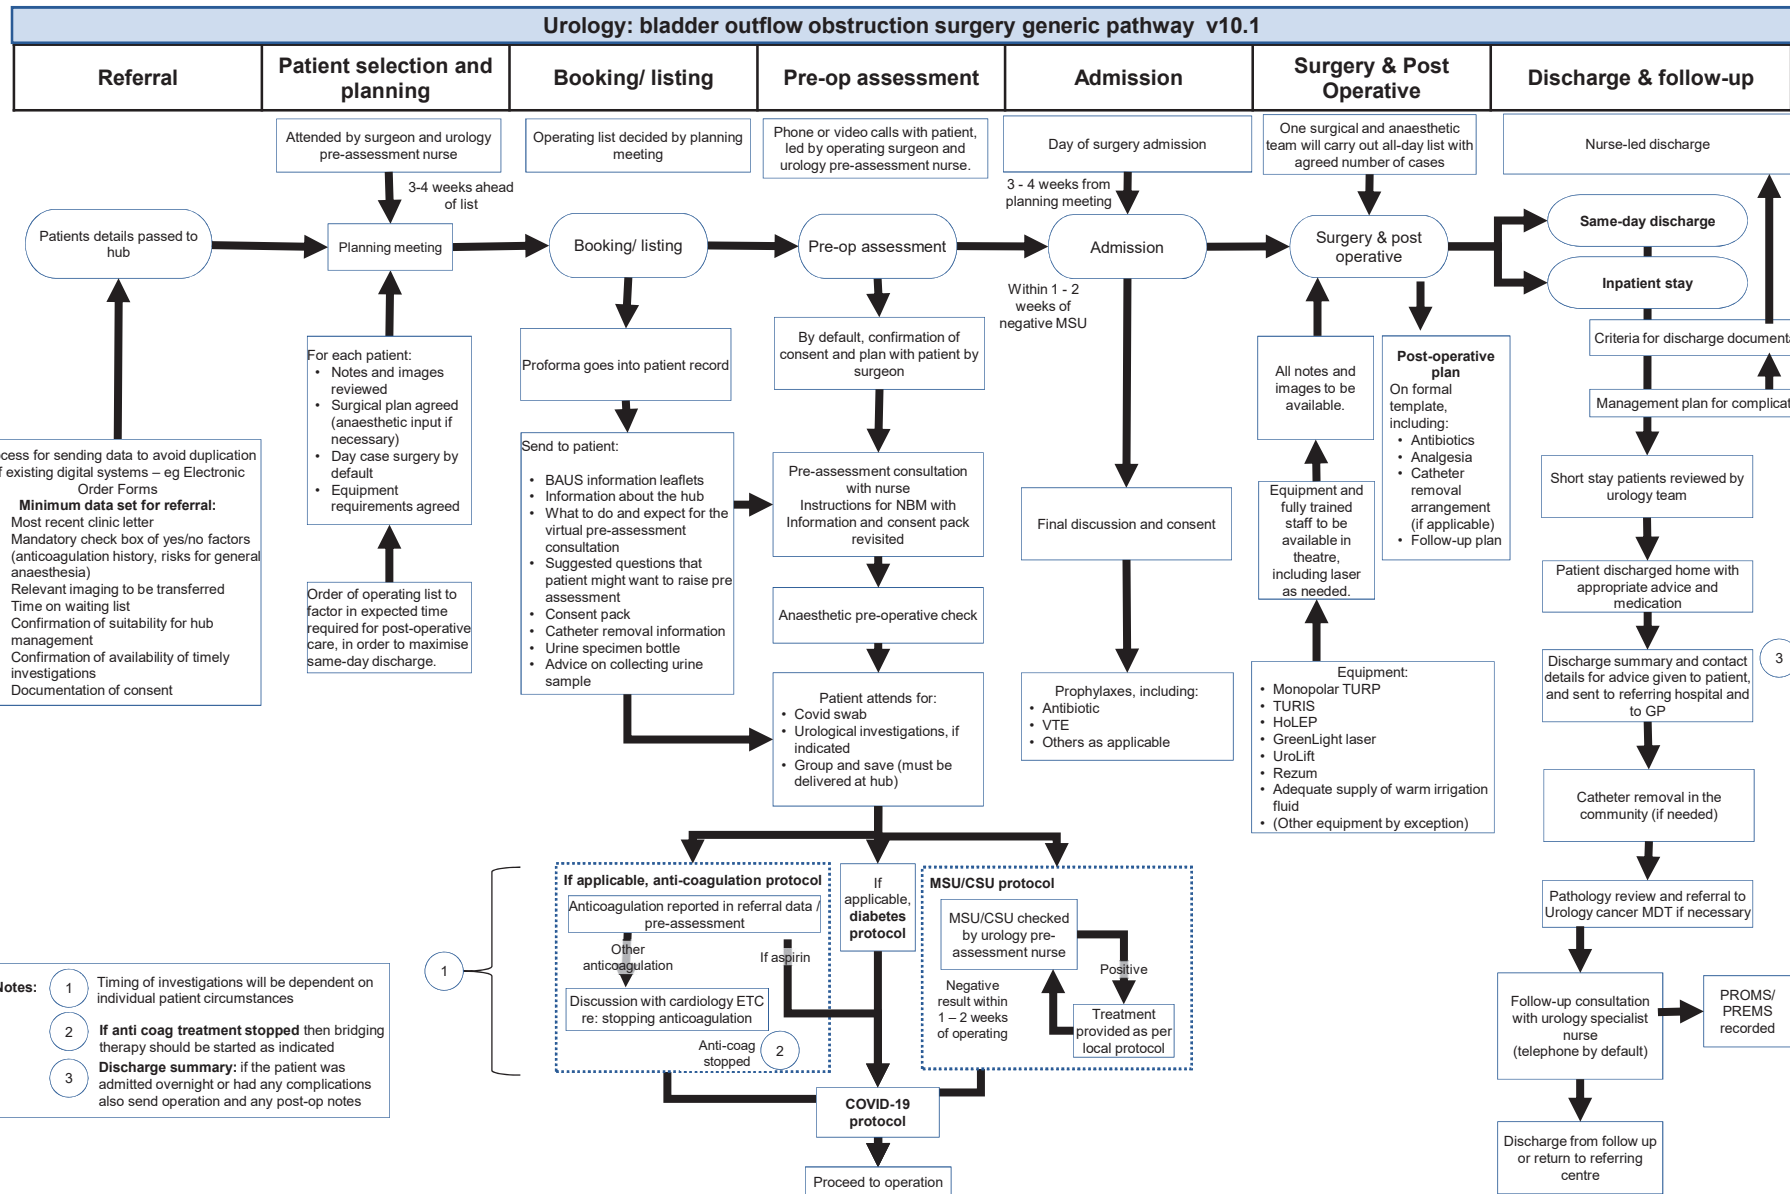 Urology: bladder outflow obstruction surgery generic pathway  v10.1
Referral
Patient selection and
planning
Booking/ listing
Pre-op assessment
Admission
Surgery & Post
Operative
Discharge & follow-up
Attended by surgeon and urology
pre-assessment nurse
Operating list decided by planning
meeting
Phone or video calls with patient,
led by operating surgeon and
urology pre-assessment nurse.
Day of surgery admission
One surgical and anaesthetic
team will carry out all-day list with
agreed number of cases
Nurse-led discharge
3-4 weeks ahead
of list
3 - 4 weeks from
planning meeting
Patients details passed to
hub
Planning meeting
Booking/ listing
Pre-op assessment
Admission
Surgery & post
operative
Same-day discharge
Inpatient stay
Within 1 - 2
weeks of
negative MSU
Criteria for discharge document
Management plan for complicat
For each patient:
• Notes and images
reviewed
• Surgical plan agreed
(anaesthetic input if
necessary)
• Day case surgery by
default
• Equipment
requirements agreed
Order of operating list to
factor in expected time
required for post-operative
care, in order to maximise
same-day discharge.
cess for sending data to avoid duplication
f existing digital systems – eg Electronic
Order Forms
Minimum data set for referral:
Most recent clinic letter
Mandatory check box of yes/no factors
(anticoagulation history, risks for general
anaesthesia)
Relevant imaging to be transferred
Time on waiting list
Confirmation of suitability for hub
management
Confirmation of availability of timely
investigations
Documentation of consent
Proforma goes into patient record
Send to patient:
• BAUS information leaflets
• Information about the hub
• What to do and expect for the
virtual pre-assessment
consultation
• Suggested questions that
patient might want to raise pre
assessment
• Consent pack
• Catheter removal information
• Urine specimen bottle
• Advice on collecting urine
sample
By default, confirmation of
consent and plan with patient by
surgeon
Pre-assessment consultation
with nurse
Instructions for NBM with
Information and consent pack
revisited
Anaesthetic pre-operative check
Patient attends for:
• Covid swab
• Urological investigations, if
indicated
• Group and save (must be
delivered at hub)
Final discussion and consent
Prophylaxes, including:
• Antibiotic
• VTE
• Others as applicable
All notes and
images to be
available.
Equipment and
fully trained
staff to be
available in
theatre,
including laser
as needed.
Equipment:
• Monopolar TURP
• TURIS
• HoLEP
• GreenLight laser
• UroLift
• Rezum
• Adequate supply of warm irrigation
fluid
• (Other equipment by exception)
Post-operative
plan
On formal
template,
including:
• Antibiotics
• Analgesia
• Catheter
removal
arrangement
(if applicable)
• Follow-up plan
Short stay patients reviewed by
urology team
Patient discharged home with
appropriate advice and
medication
Discharge summary and contact
details for advice given to patient,
and sent to referring hospital and
to GP
3
Catheter removal in the
community (if needed)
Pathology review and referral to
Urology cancer MDT if necessary
Follow-up consultation
with urology specialist
nurse
(telephone by default)
PROMS/
PREMS
recorded
Discharge from follow up
or return to referring
centre
1
If applicable, anti-coagulation protocol
Anticoagulation reported in referral data /
pre-assessment
Other
anticoagulation
If aspirin
Discussion with cardiology ETC
re: stopping anticoagulation
Anti-coag
stopped
2
If
applicable,
diabetes
protocol
MSU/CSU protocol
MSU/CSU checked
by urology pre-
assessment nurse
Positive
Negative
result within
1 – 2 weeks
of operating
Treatment
provided as per
local protocol
COVID-19
protocol
Proceed to operation
Notes:
1
Timing of investigations will be dependent on
individual patient circumstances
2
If anti coag treatment stopped then bridging
therapy should be started as indicated
3
Discharge summary: if the patient was
admitted overnight or had any complications
also send operation and any post-op notes